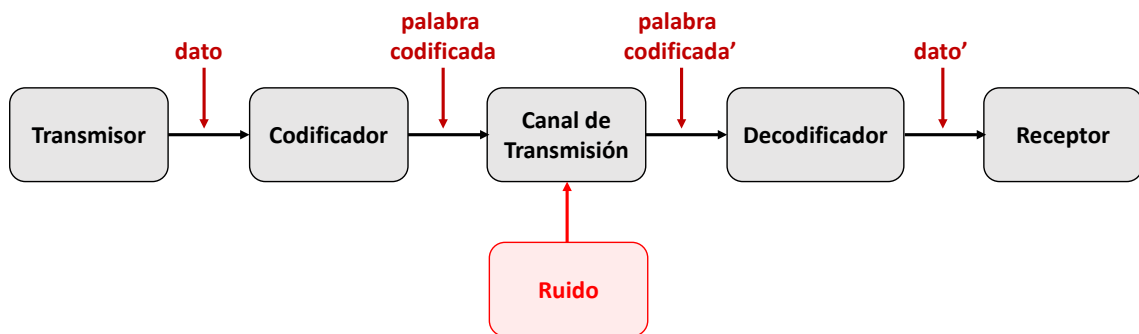 palabra
codificada
palabra
codificada’
dato
dato’
Transmisor
Codificador
Canal de
Transmisión
Decodificador
Receptor
Ruido